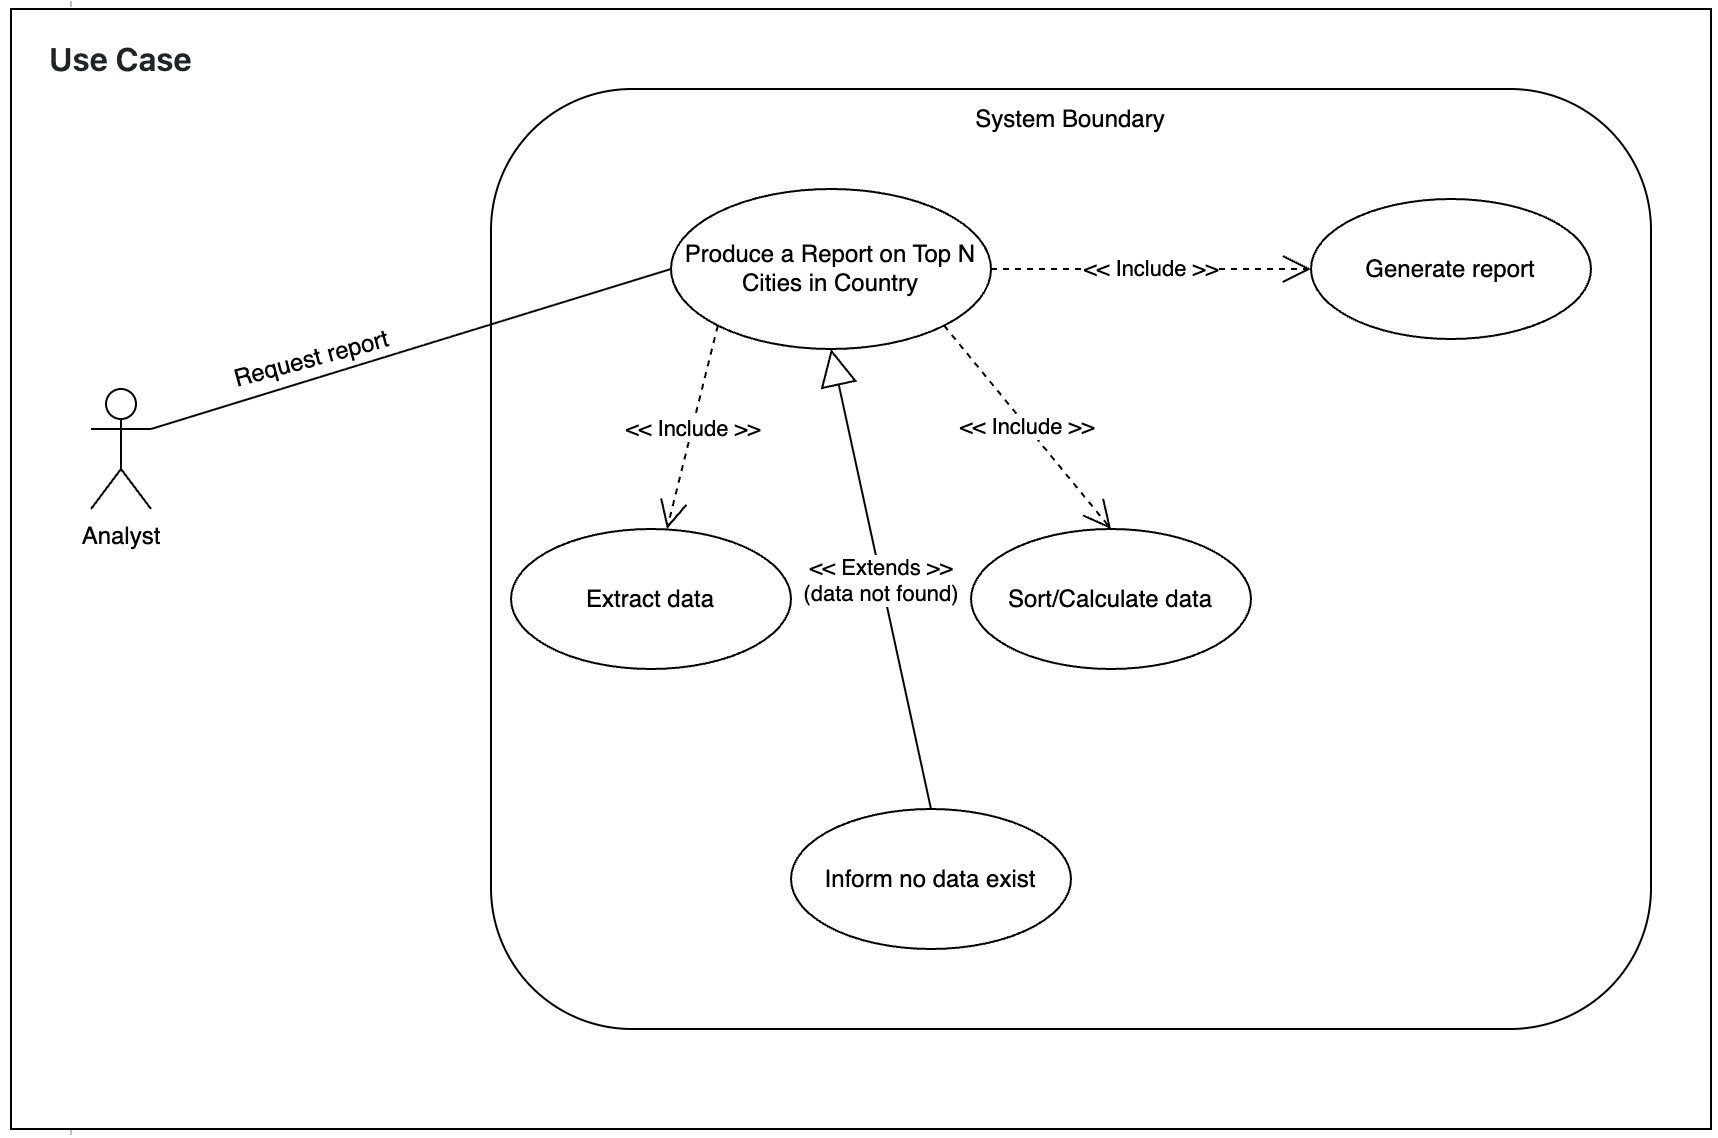 Use Case
System Boundary
Produce a Report on Top N
Cities in Country
<< Include >>
Generate report
Request report
<< Include >>
<< Include >>
Analyst
Extract data
<< Extends >>
(data not found)
Sort/Calculate data
Inform no data exist